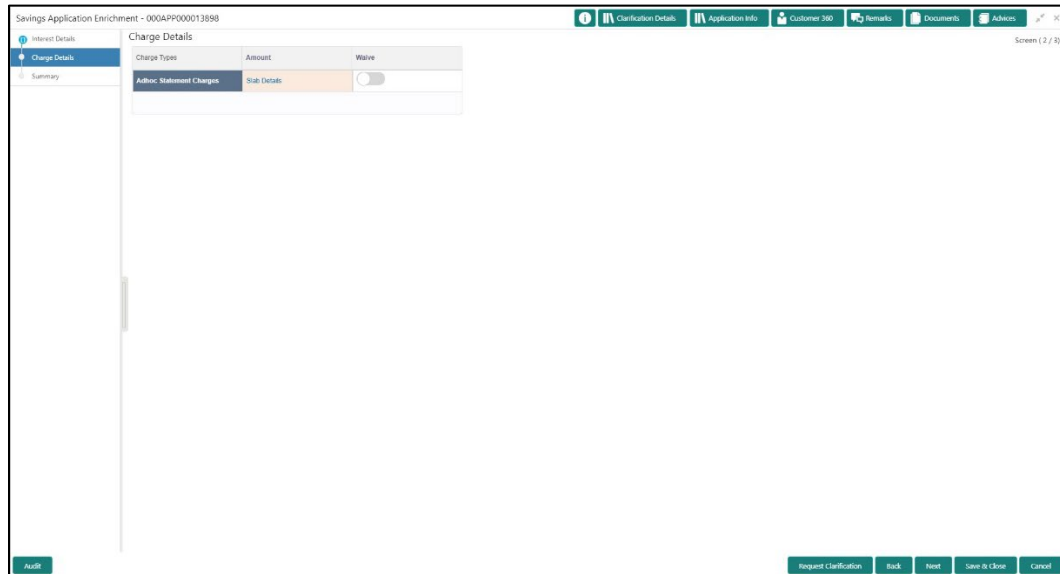 Savings Application Enrichment - 000APP000013898
Clarification Details
Application Info
Customer 360
Remarks
Documents
Advices
Interest Details
Charge Details
Summary
Charge Details
Screen ( 2 / 3)
Charge Types Amount Waive
Adhoc Statement Charges Slab Details
Audit
Request Clarification Back Next Save & Close Cancel